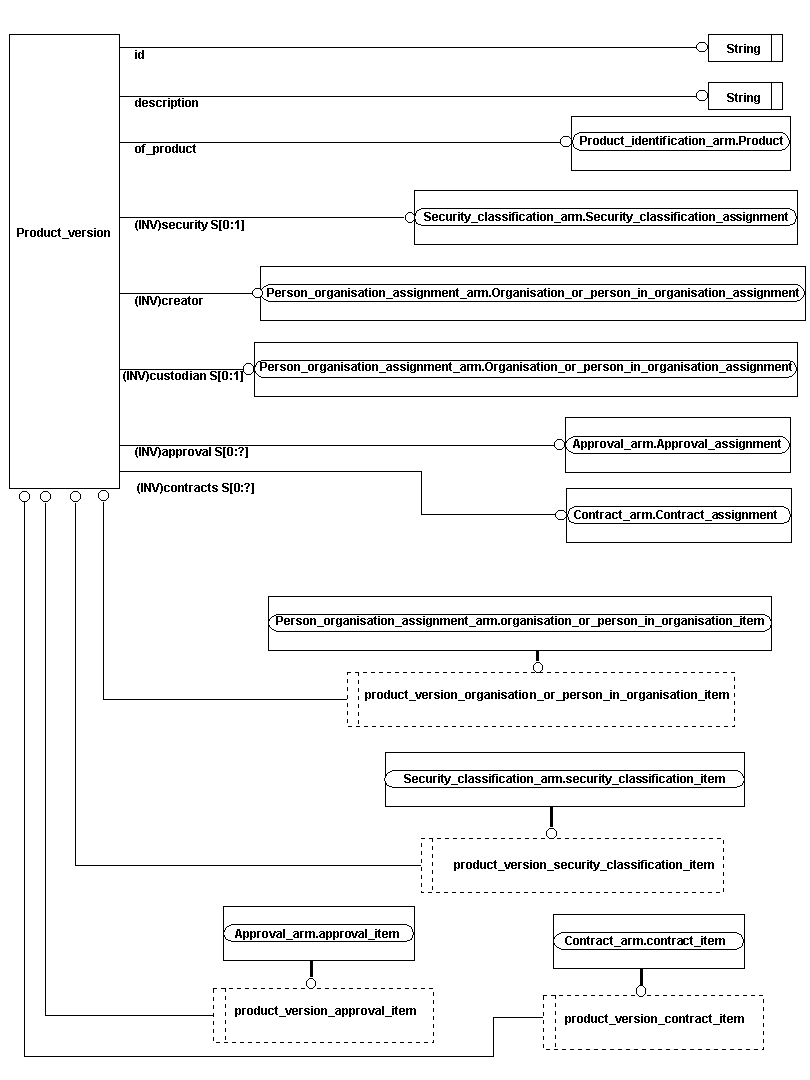 id
String
description
String
of_product
Product_identification_arm.Product
Product_version
(INV)security S[0:1]
Security_classification_arm.Security_classification_assignment
(INV)creator
Person_organisation_assignment_arm.Organisation_or_person_in_organisation_assignment
(INV)custodian S[0:1]
Person_organisation_assignment_arm.Organisation_or_person_in_organisation_assignment
(INV)approval S[0:?]
Approval_arm.Approval_assignment
(INV)contracts S[0:?]
Contract_arm.Contract_assignment
Person_organisation_assignment_arm.organisation_or_person_in_organisation_item
product_version_organisation_or_person_in_organisation_item
Security_classification_arm.security_classification_item
product_version_security_classification_item
Approval_arm.approval_item
Contract_arm.contract_item
product_version_approval_item
product_version_contract_item